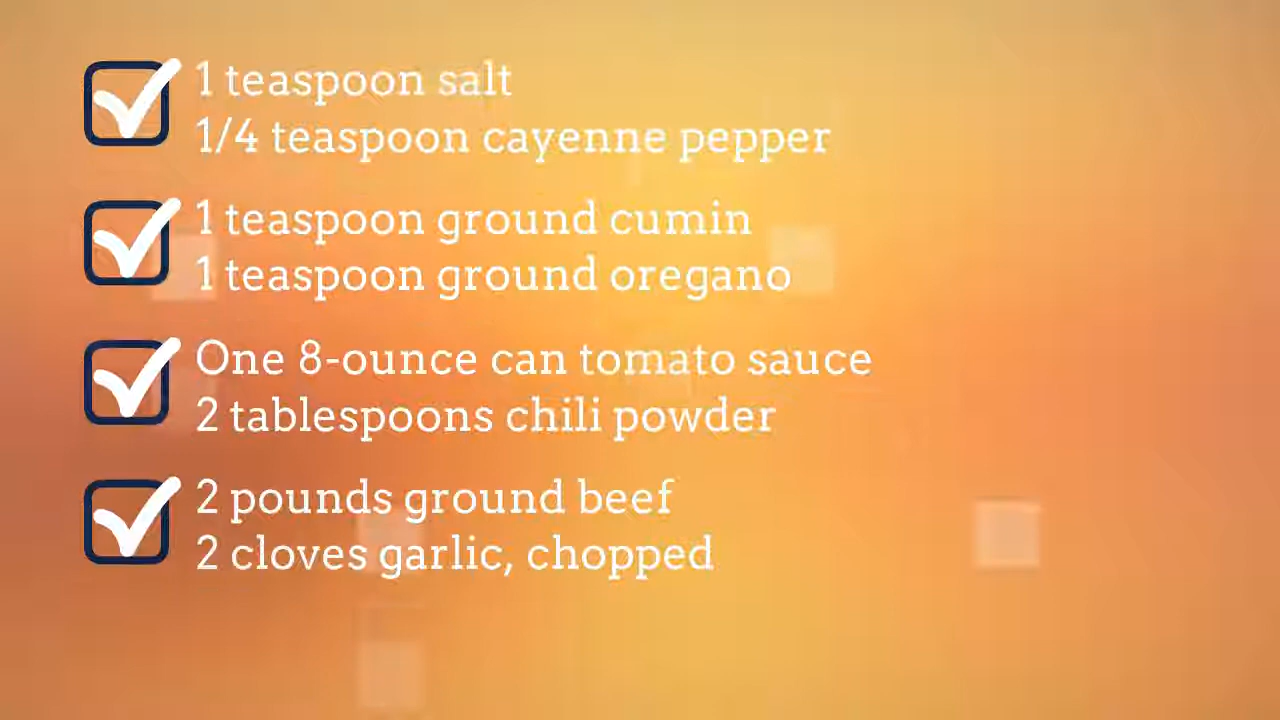 1 teaspoon salt
1/4 teaspoon cayenne pepper
1 teaspoon ground cumin
1 teaspoon ground oregano
One 8-ounce can tomato sauce
2 tablespoons chili powder
2 pounds ground beef
2 cloves garlic, chopped